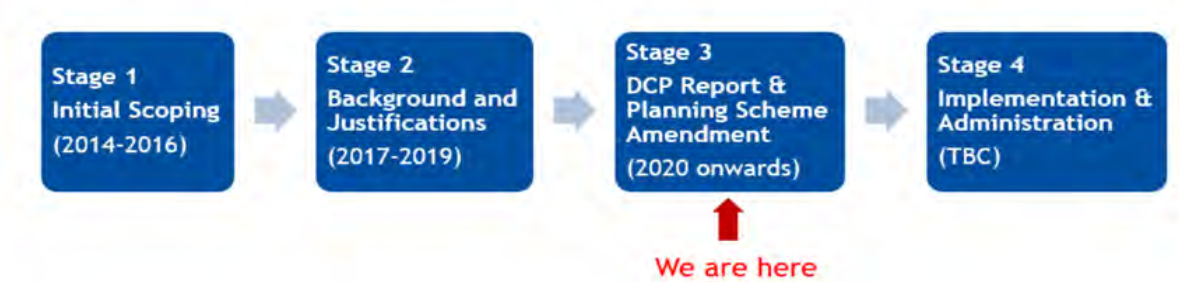 Stage 1
Initial Scoping
(2014-2016)
Stage 2
Background and
Justifications
(2017-2019)
Stage 3
DCP Report &
Planning Scheme
Amendment
(2020 onwards)
Stage 4
Implementation &
Administration
(TBC)
We are here